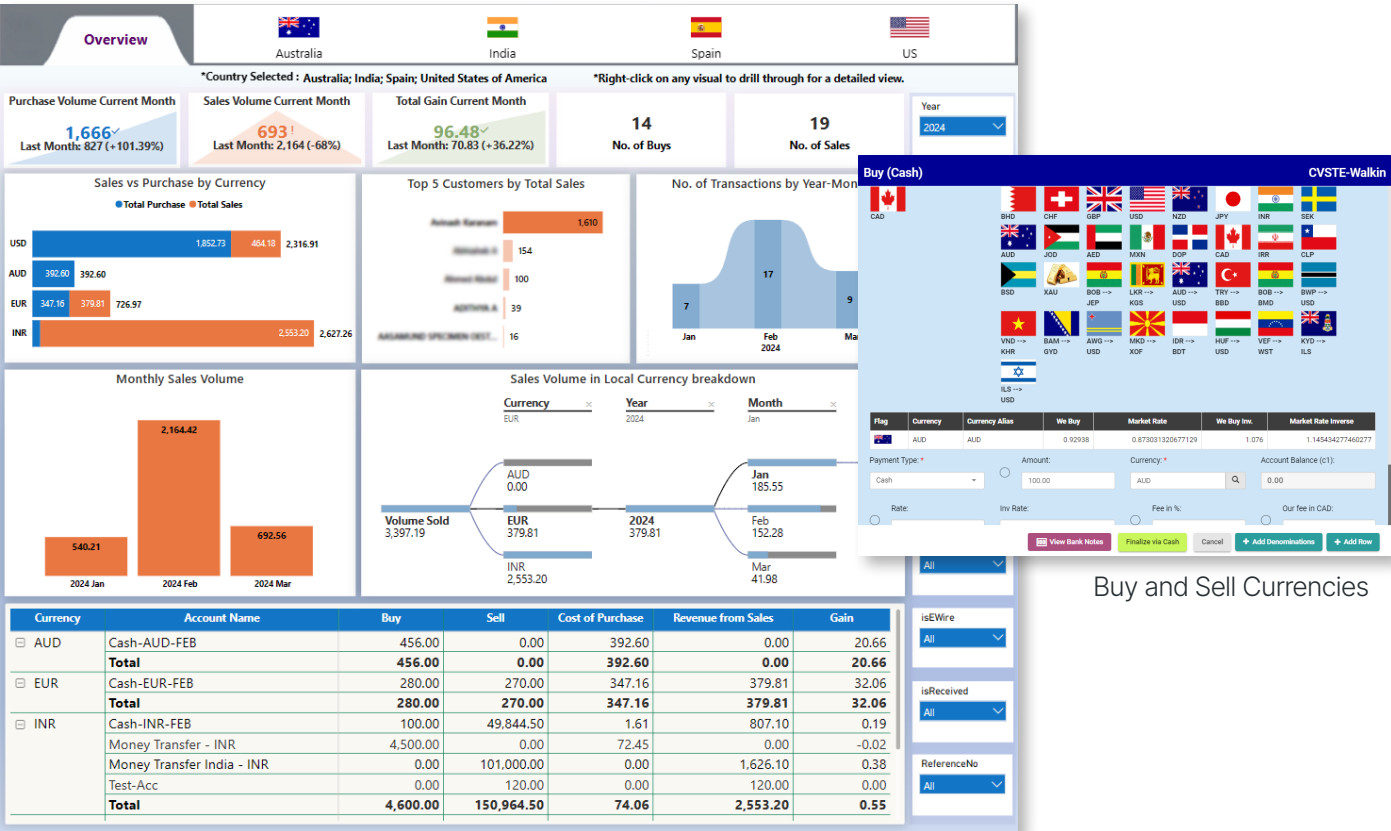 Overview
Australia
India
Spain
US
*Country Selected : Australia; India; Spain; United States of America
*Right-click on any visual to drill through for a detailed view.
Purchase Volume Current Month
1,666
Last Month: 827 (+101.39%)
Sales Volume Current Month
693 !
Last Month: 2,164 (-68%)
Total Gain Current Month
96.48
Last Month: 70.83 (+36.22%)
14
No. of Buys
19
No. of Sales
Year
2024
Sales vs Purchase by Currency
Total Purchase Total Sales
USD 1,852.73 464.18 2,316.91
AUD 392.60 392.60
EUR 347.16 379.81 726.97
INR 2,553.20 2,627.26
Top 5 Customers by Total Sales
1,610
154
100
39
16
No. of Transactions by Year-Mon
7
17
9
Jan
Feb
Ma
2024
Monthly Sales Volume
540.21
2,164.42
692.56
2024 Jan
2024 Feb
2024 Mar
Sales Volume in Local Currency breakdown
Currency × Year × Month ×
EUR 2024 Jan
Volume Sold
3,397.19
AUD
0.00
EUR
379.81
INR
2,553.20
2024
379.81
Jan
185.55
Feb
152.28
Mar
41.98
Currency Account Name Buy Sell Cost of Purchase Revenue from Sales Gain
AUD Cash-AUD-FEB 456.00 0.00 392.60 0.00 20.66
Total 456.00 0.00 392.60 0.00 20.66
EUR Cash-EUR-FEB 280.00 270.00 347.16 379.81 32.06
Total 280.00 270.00 347.16 379.81 32.06
INR Cash-INR-FEB 100.00 49,844.50 1.61 807.10 0.19
Money Transfer - INR 4,500.00 0.00 72.45 0.00 -0.02
Money Transfer India - INR 0.00 101,000.00 0.00 1,626.10 0.38
Test-Acc 0.00 120.00 0.00 120.00 0.00
Total 4,600.00 150,964.50 74.06 2,553.20 0.55
All
isEWire
All
isReceived
All
ReferenceNo
All
Buy (Cash)
CVSTE-Walkin
CAD
BHD CHF GBP USD NZD JPY INR SEK
AUD JOD AED MXN DOP CAD IRR CLP
BSD XAU BOB --> LKR --> AUD --> TRY --> BOB --> BWP -->
JEP KGS USD BBD BMD USD
VND --> BAM --> AWG --> MKD --> IDR --> HUF --> VEF --> KYD -->
KHR GYD USD XOF BDT USD WST ILS
ILS -->
USD
Flag Currency Currency Alias We Buy Market Rate We Buy Inv. Market Rate Inverse
AUD AUD 0.92938 0.873031320677129 1.076 1.145434277460277
Payment Type: * Amount: Currency: * Account Balance (c1):
Cash 100.00 AUD 0.00
Rate: Inv Rate: Fee in %: Our fee in CAD:
View Bank Notes
Finalize via Cash
Cancel
+ Add Denominations
+ Add Row
Buy and Sell Currencies